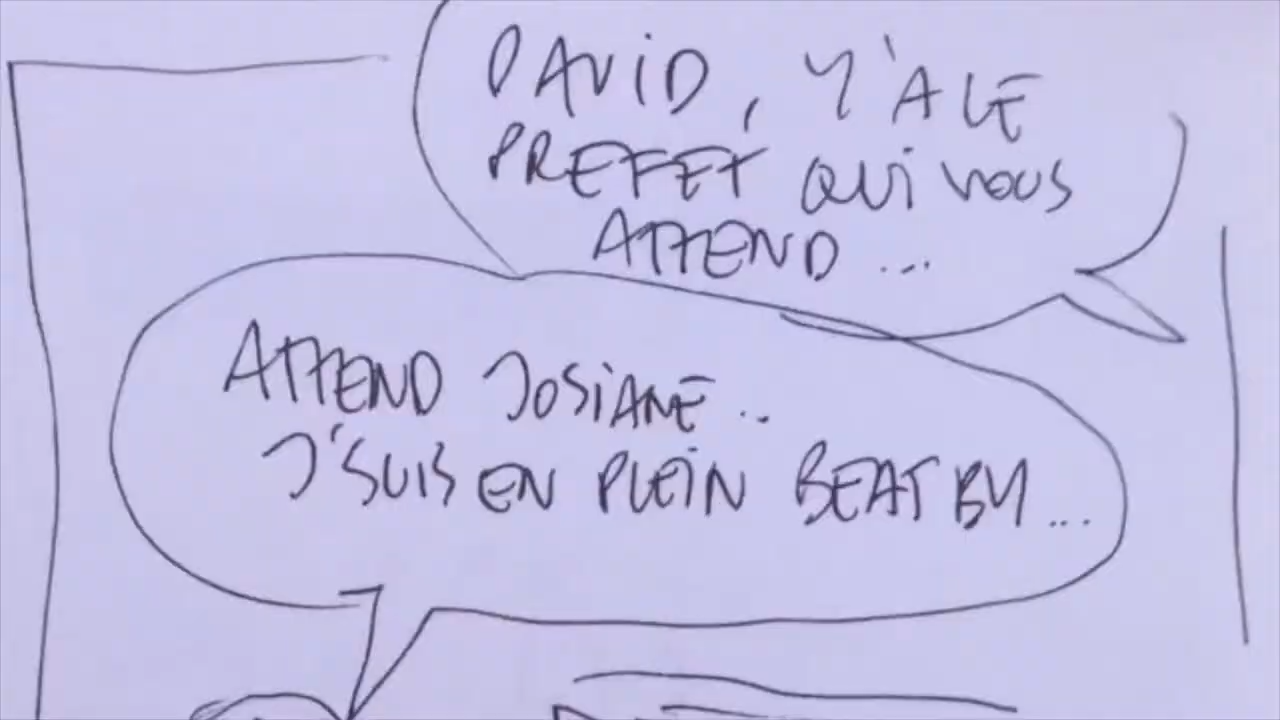 DAViD, Y'A LE
PREFET QUi VOUS
ATTEND ...
ATTEND JOSiANE..
J'SUIS EN PLEiN BEATBY...